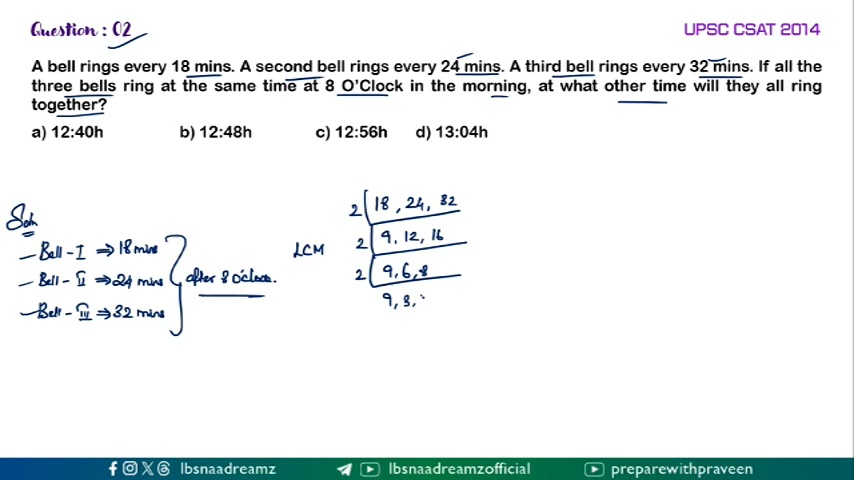 Question : 02
UPSC CSAT 2014
A bell rings every 18 mins. A second bell rings every 24 mins. A third bell rings every 32 mins. If all the
three bells ring at the same time at 8 O'Clock in the morning, at what other time will they all ring
together?
a) 12:40h b) 12:48h c) 12:56h d) 13:04h
Soln
Bell - I ⇒ 18 mins
Bell - II ⇒ 24 mins
Bell - III ⇒ 32 mins
after 8 o'clock.
LCM
2 | 18, 24, 32
2 | 9, 12, 16
2 | 9, 6, 8
9, 3,
lbsnaadreamz lbsnaadreamzofficial preparewithpraveen